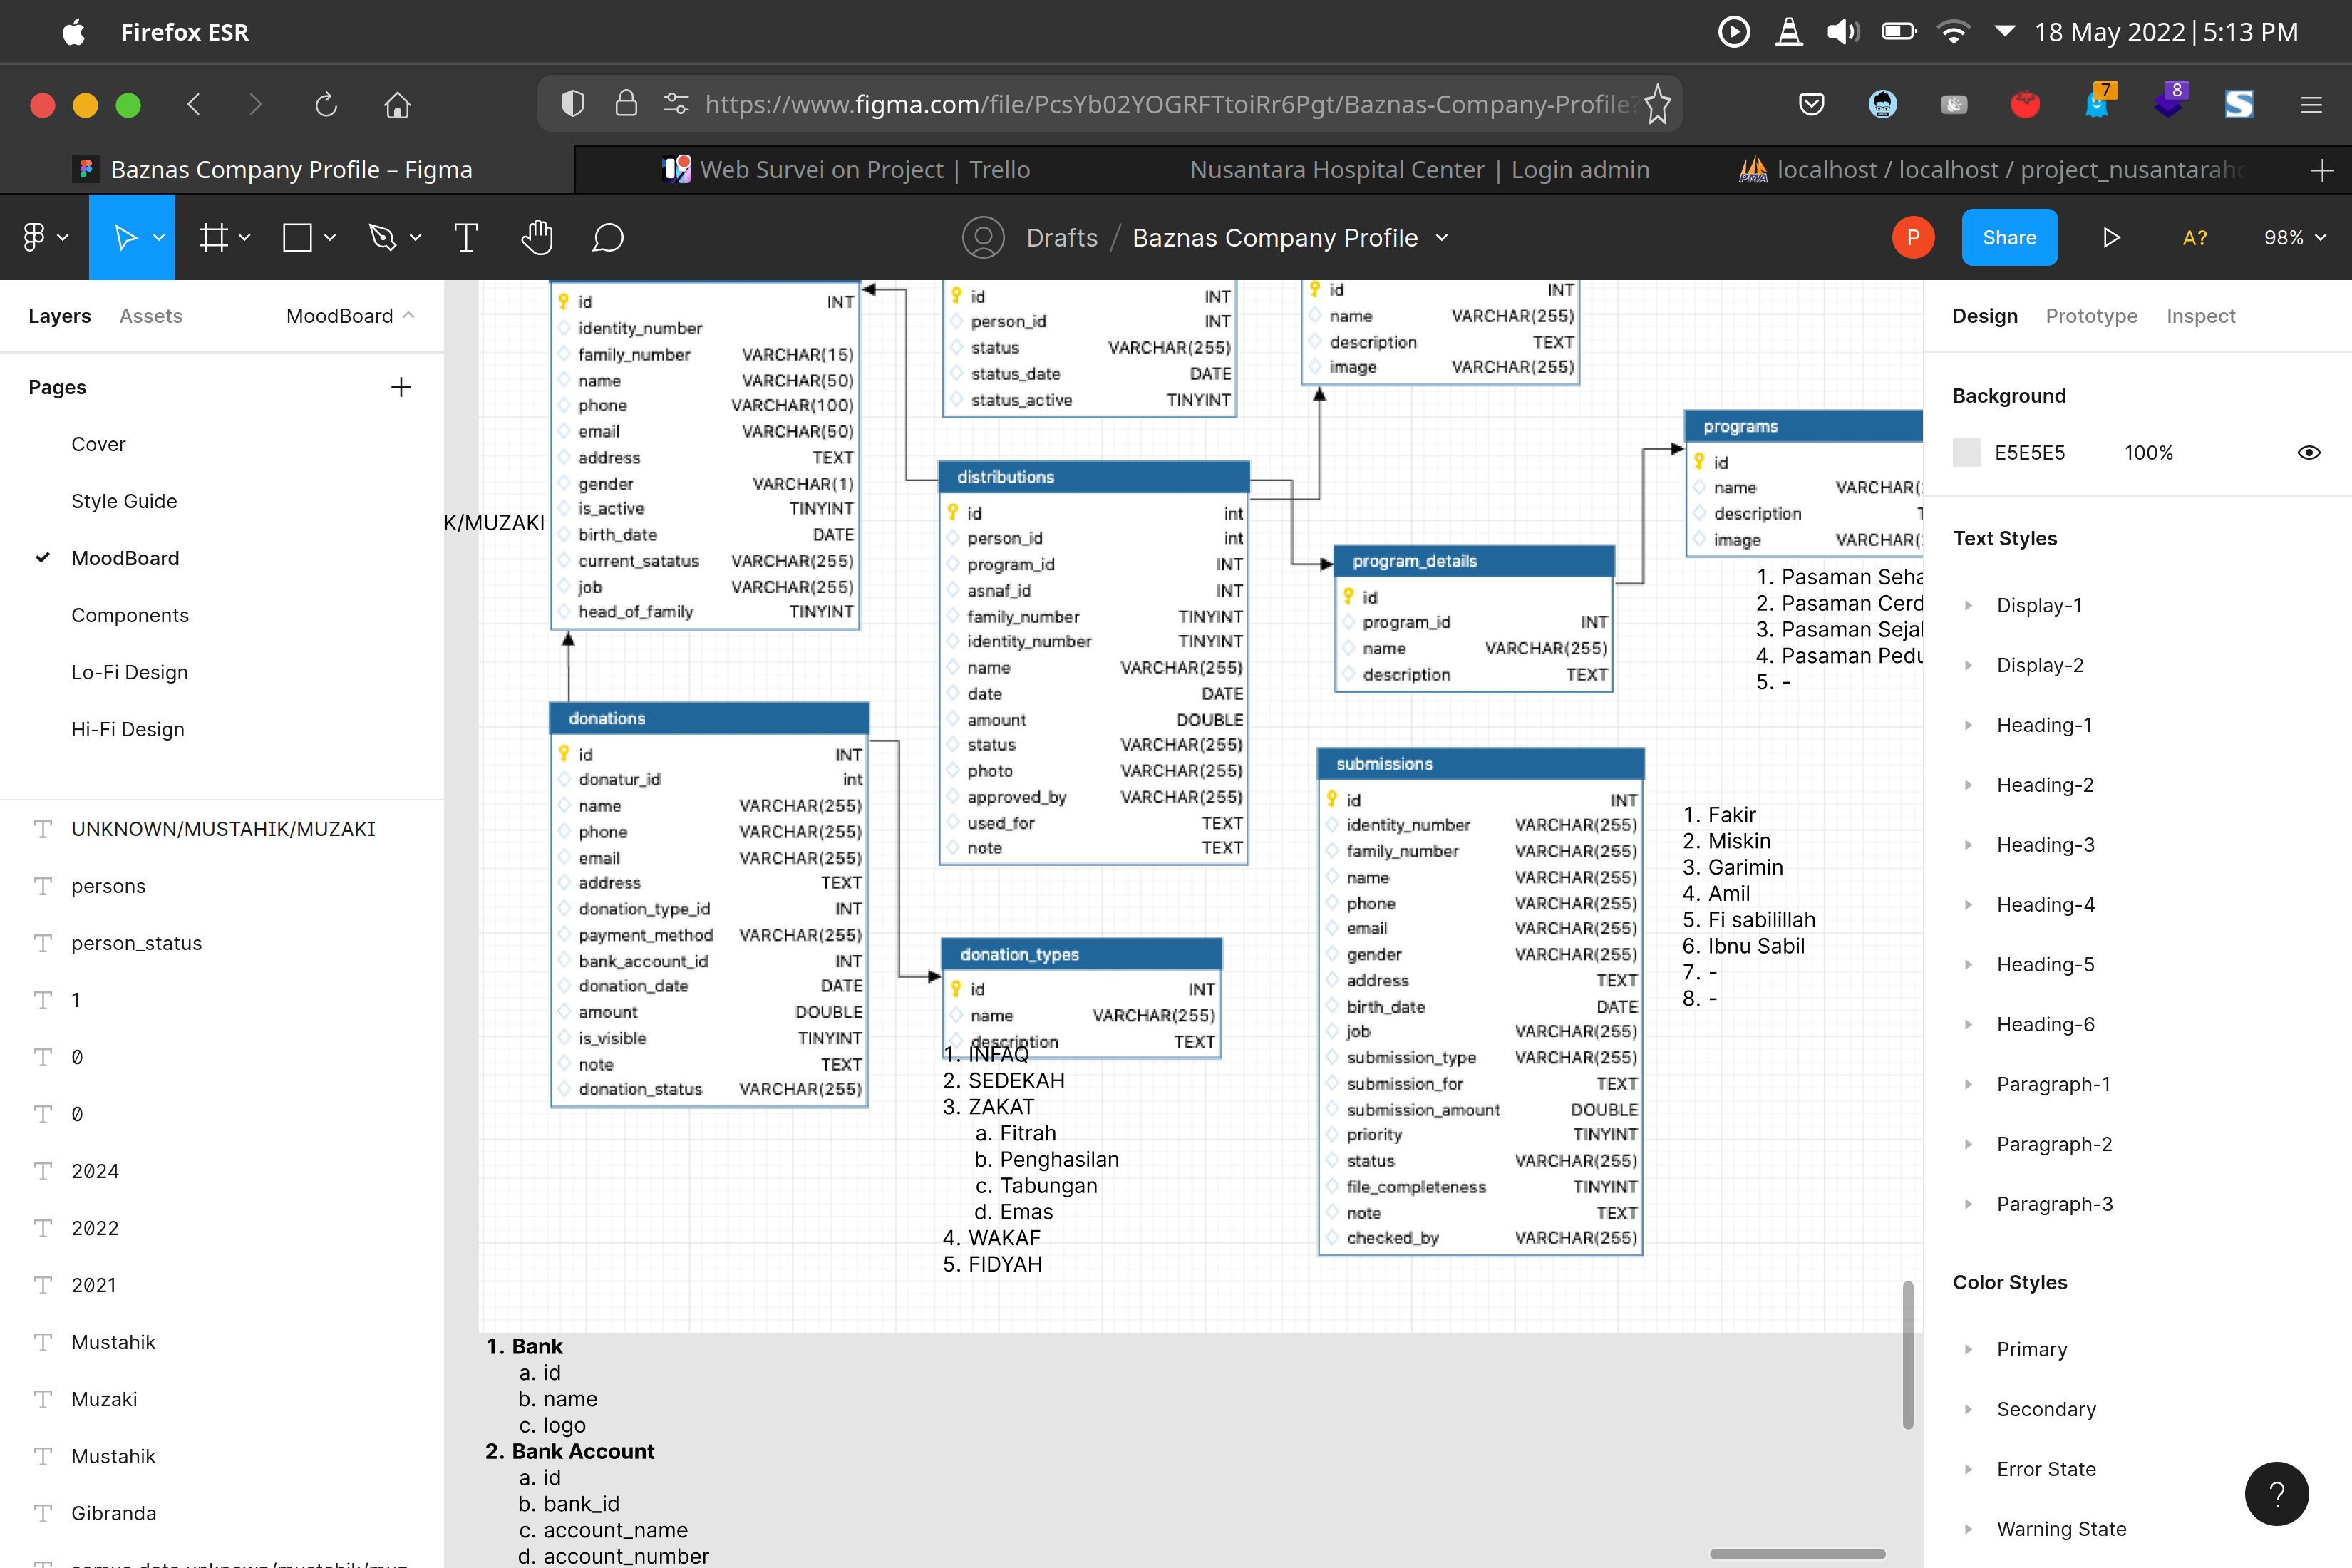 Firefox ESR
18 May 2022 | 5:13 PM
https://www.figma.com/file/PcsYb02YOGRFTtoiRr6Pgt/Baznas-Company-Profile?
7
8
Baznas Company Profile – Figma
Web Survei on Project | Trello
Nusantara Hospital Center | Login admin
localhost / localhost / project_nusantaraho
Drafts / Baznas Company Profile
P
Share
A?
98%
Layers
Assets
MoodBoard
Pages
Cover
Style Guide
MoodBoard
Components
Lo-Fi Design
Hi-Fi Design
UNKNOWN/MUSTAHIK/MUZAKI
persons
person_status
1
0
0
2024
2022
2021
Mustahik
Muzaki
Mustahik
Gibranda
K/MUZAKI
id INT
identity_number
family_number VARCHAR(15)
name VARCHAR(50)
phone VARCHAR(100)
email VARCHAR(50)
address TEXT
gender VARCHAR(1)
is_active TINYINT
birth_date DATE
current_satatus VARCHAR(255)
job VARCHAR(255)
head_of_family TINYINT
donations
id INT
donatur_id int
name VARCHAR(255)
phone VARCHAR(255)
email VARCHAR(255)
address TEXT
donation_type_id INT
payment_method VARCHAR(255)
bank_account_id INT
donation_date DATE
amount DOUBLE
is_visible TINYINT
note TEXT
donation_status VARCHAR(255)
id INT
person_id INT
status VARCHAR(255)
status_date DATE
status_active TINYINT
distributions
id int
person_id int
program_id INT
asnaf_id INT
family_number TINYINT
identity_number TINYINT
name VARCHAR(255)
date DATE
amount DOUBLE
status VARCHAR(255)
photo VARCHAR(255)
approved_by VARCHAR(255)
used_for TEXT
note TEXT
donation_types
id INT
name VARCHAR(255)
description TEXT
1. INFAQ
2. SEDEKAH
3. ZAKAT
a. Fitrah
b. Penghasilan
c. Tabungan
d. Emas
4. WAKAF
5. FIDYAH
id INT
name VARCHAR(255)
description TEXT
image VARCHAR(255)
program_details
id
program_id INT
name VARCHAR(255)
description TEXT
programs
id
name VARCHAR(
description T
image VARCHAR(
1. Pasaman Seha
2. Pasaman Cerd
3. Pasaman Seja
4. Pasaman Pedu
5. -
submissions
id INT
identity_number VARCHAR(255)
family_number VARCHAR(255)
name VARCHAR(255)
phone VARCHAR(255)
email VARCHAR(255)
gender VARCHAR(255)
address TEXT
birth_date DATE
job VARCHAR(255)
submission_type VARCHAR(255)
submission_for TEXT
submission_amount DOUBLE
priority TINYINT
status VARCHAR(255)
file_completeness TINYINT
note TEXT
checked_by VARCHAR(255)
1. Fakir
2. Miskin
3. Garimin
4. Amil
5. Fi sabilillah
6. Ibnu Sabil
7. -
8. -
1. Bank
a. id
b. name
c. logo
2. Bank Account
a. id
b. bank_id
c. account_name
d. account_number
Design
Prototype
Inspect
Background
E5E5E5 100%
Text Styles
Display-1
Display-2
Heading-1
Heading-2
Heading-3
Heading-4
Heading-5
Heading-6
Paragraph-1
Paragraph-2
Paragraph-3
Color Styles
Primary
Secondary
Error State
Warning State
?